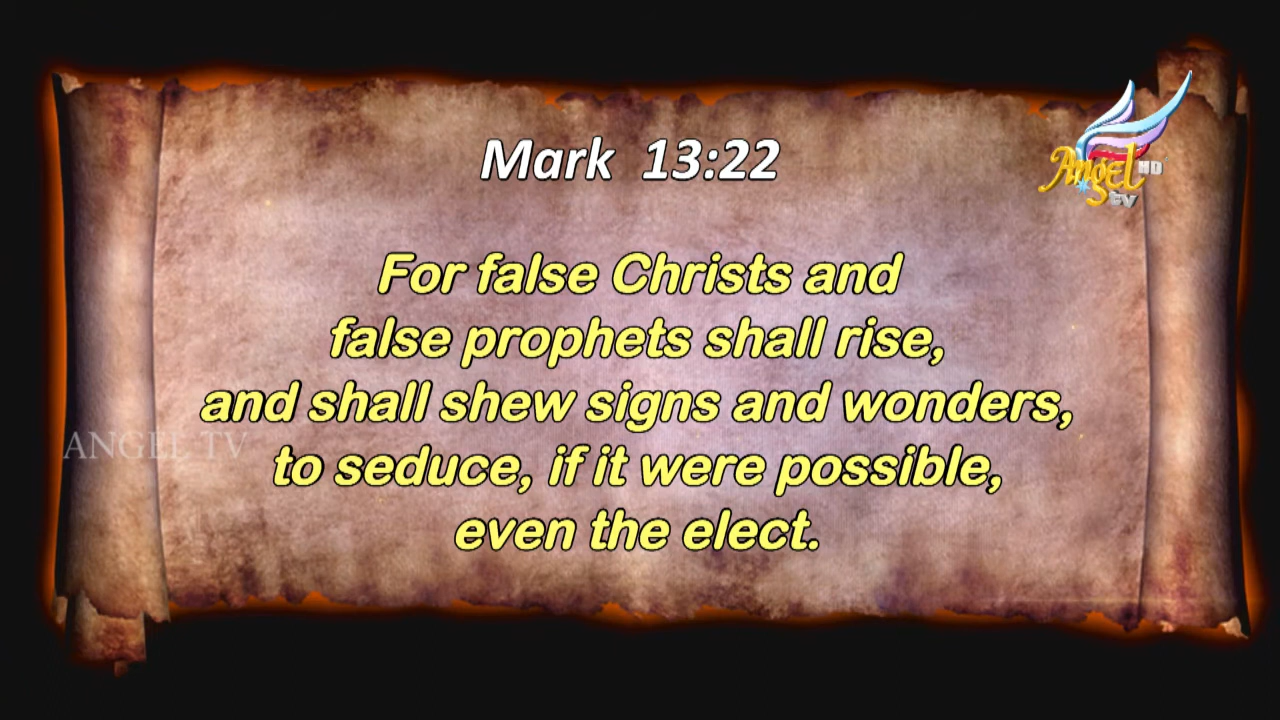 Mark 13:22
Angel HD
tv
For false Christs and
false prophets shall rise,
and shall shew signs and wonders,
ANGEL TV
to seduce, if it were possible,
even the elect.